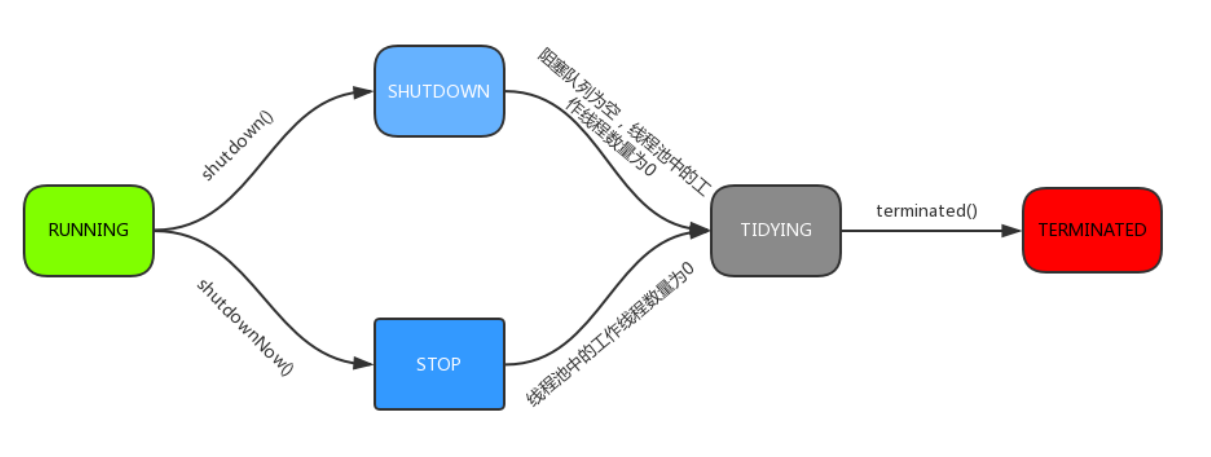 RUNNING
shutdown()
SHUTDOWN
阻塞队列为空，线程池中的工
作线程数量为0
shutdownNow()
STOP
线程池中的工作线程数量为0
TIDYING
terminated()
TERMINATED